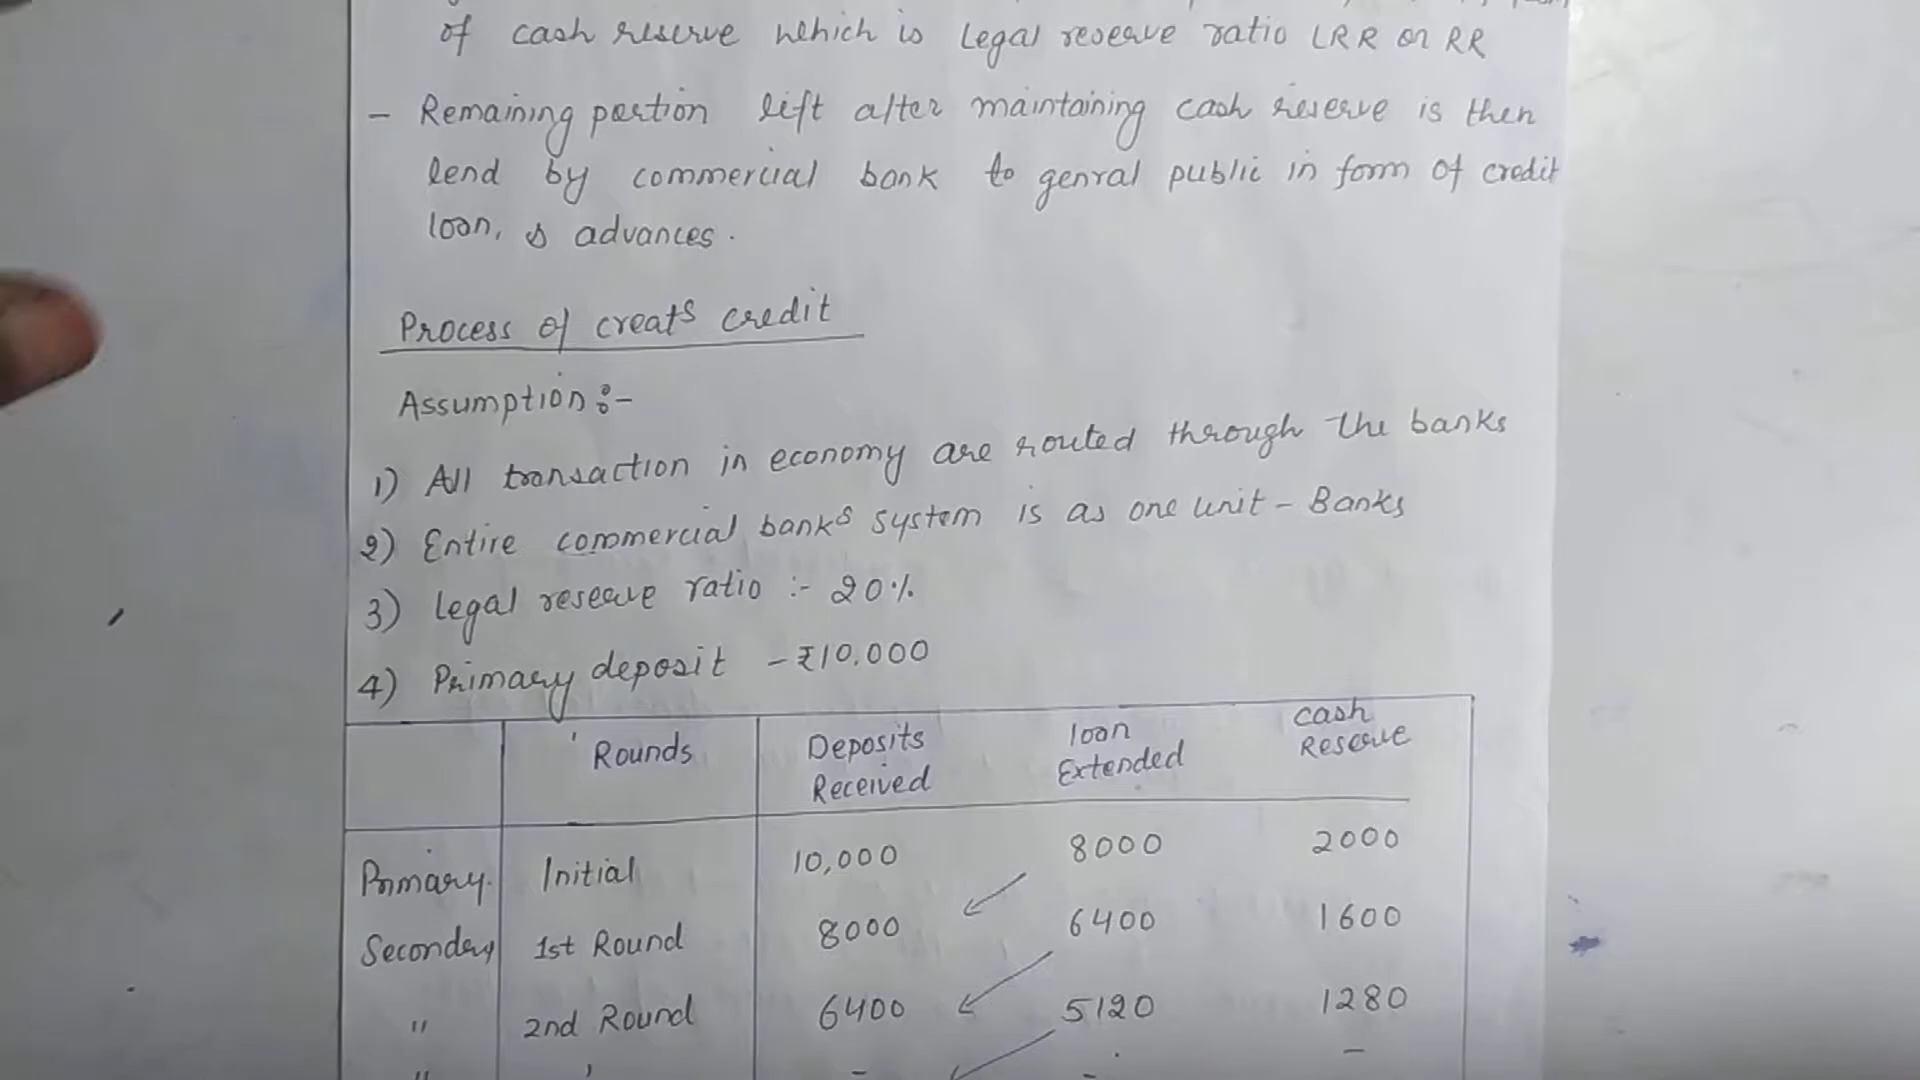 of cash reserve which is legal reserve ratio LRR or RR
- Remaining portion left after maintaining cash reserve is then
lend by commercial bank to genral public in form of credit
loan, & advances.
Process of creatS credit
Assumption :-
1) All transaction in economy are routed through the banks
2) Entire commercial bankS system is as one unit - Banks
3) legal reserve ratio :- 20%
4) Primary deposit - ₹10,000
Rounds Deposits Received loan Extended cash Reserve
Primary. Initial 10,000 8000 2000
Secondry 1st Round 8000 6400 1600
" 2nd Round 6400 5120 1280
" ' - - -